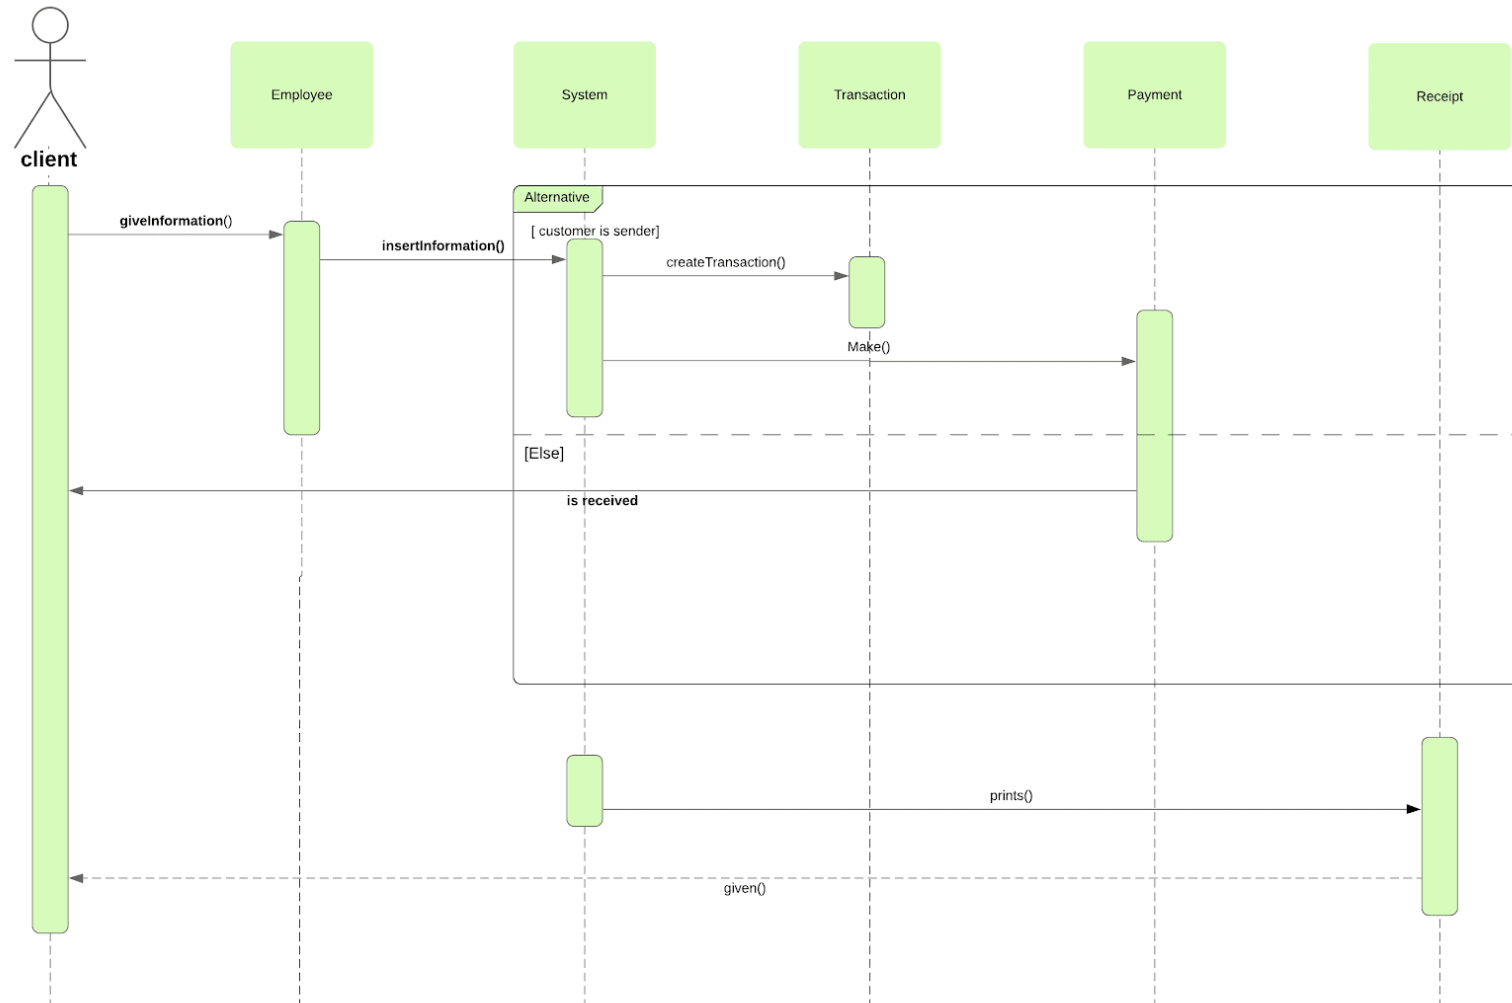 client
Employee
System
Transaction
Payment
Receipt
Alternative
giveInformation()
[ customer is sender]
insertInformation()
createTransaction()
Make()
[Else]
is received
prints()
given()